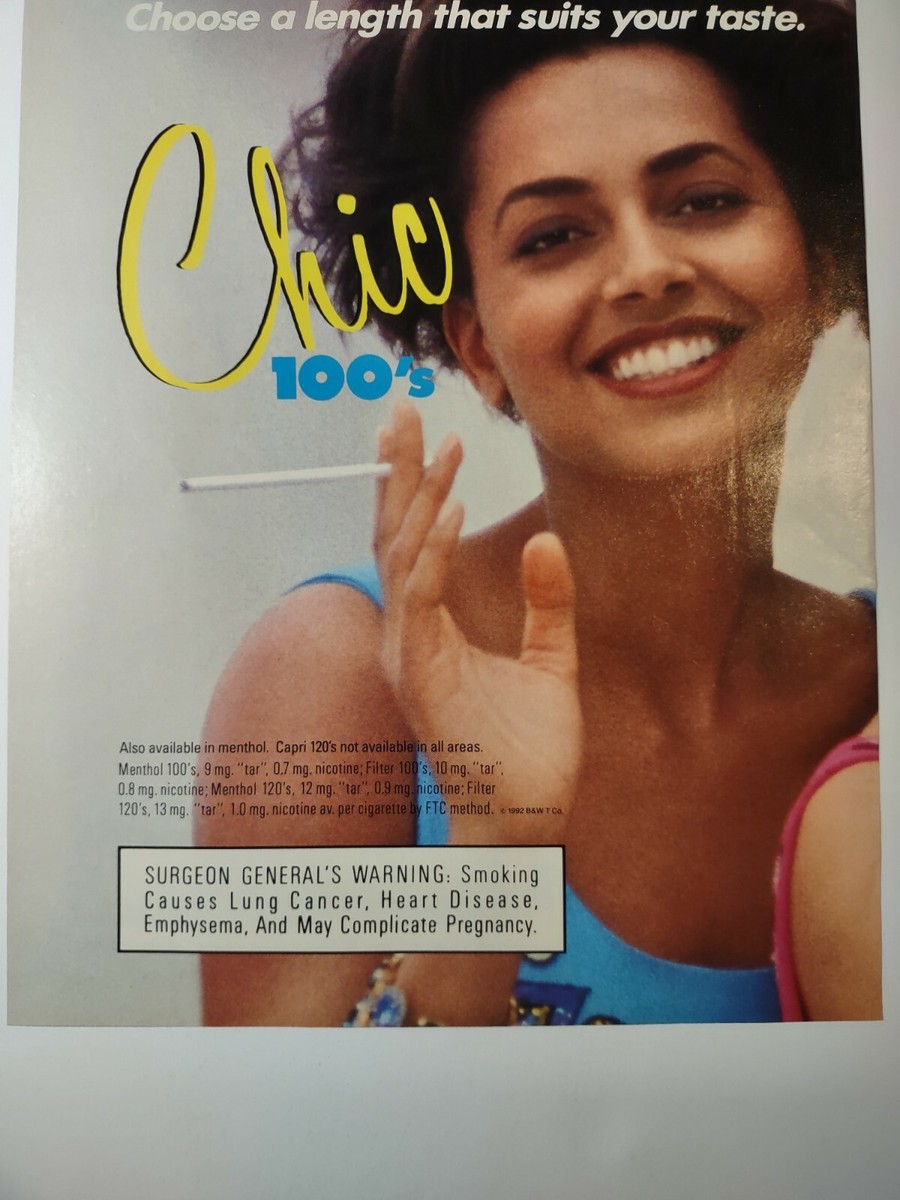 Choose a length that suits your taste.
Chic
100's
Also available in menthol. Capri 120's not available in all areas.
Menthol 100's, 9 mg. "tar", 0.7 mg. nicotine; Filter 100's, 10 mg. "tar",
0.8 mg. nicotine; Menthol 120's, 12 mg. "tar", 0.9 mg. nicotine; Filter
120's, 13 mg. "tar", 1.0 mg. nicotine av. per cigarette by FTC method. © 1992 B&W T Co.
SURGEON GENERAL'S WARNING: Smoking
Causes Lung Cancer, Heart Disease,
Emphysema, And May Complicate Pregnancy.